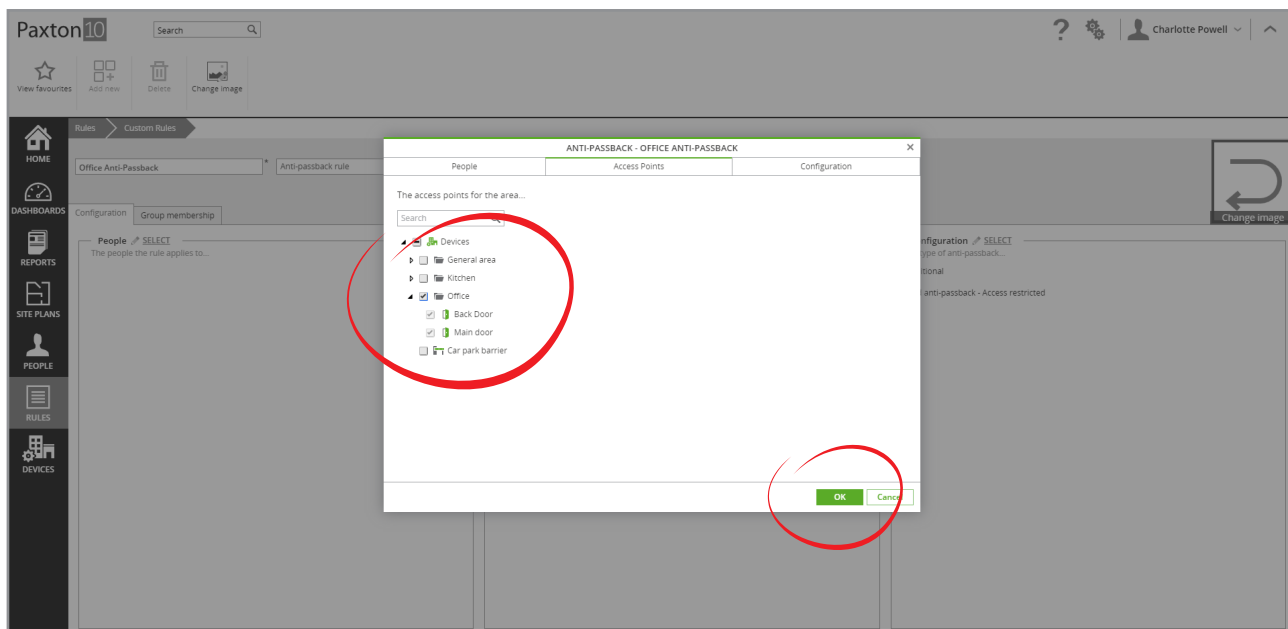 Paxton10
Search
? Charlotte Powell
View favourites
Add new
Delete
Change image
Rules
Custom Rules
HOME
DASHBOARDS
REPORTS
SITE PLANS
PEOPLE
RULES
DEVICES
Office Anti-Passback *
Anti-passback rule
Configuration
Group membership
People SELECT
The people the rule applies to...
ANTI-PASSBACK - OFFICE ANTI-PASSBACK
People
Access Points
Configuration
The access points for the area...
Search
Devices
General area
Kitchen
Office
Back Door
Main door
Car park barrier
OK
Cancel
Change image
nfiguration SELECT
type of anti-passback...
itional
anti-passback - Access restricted